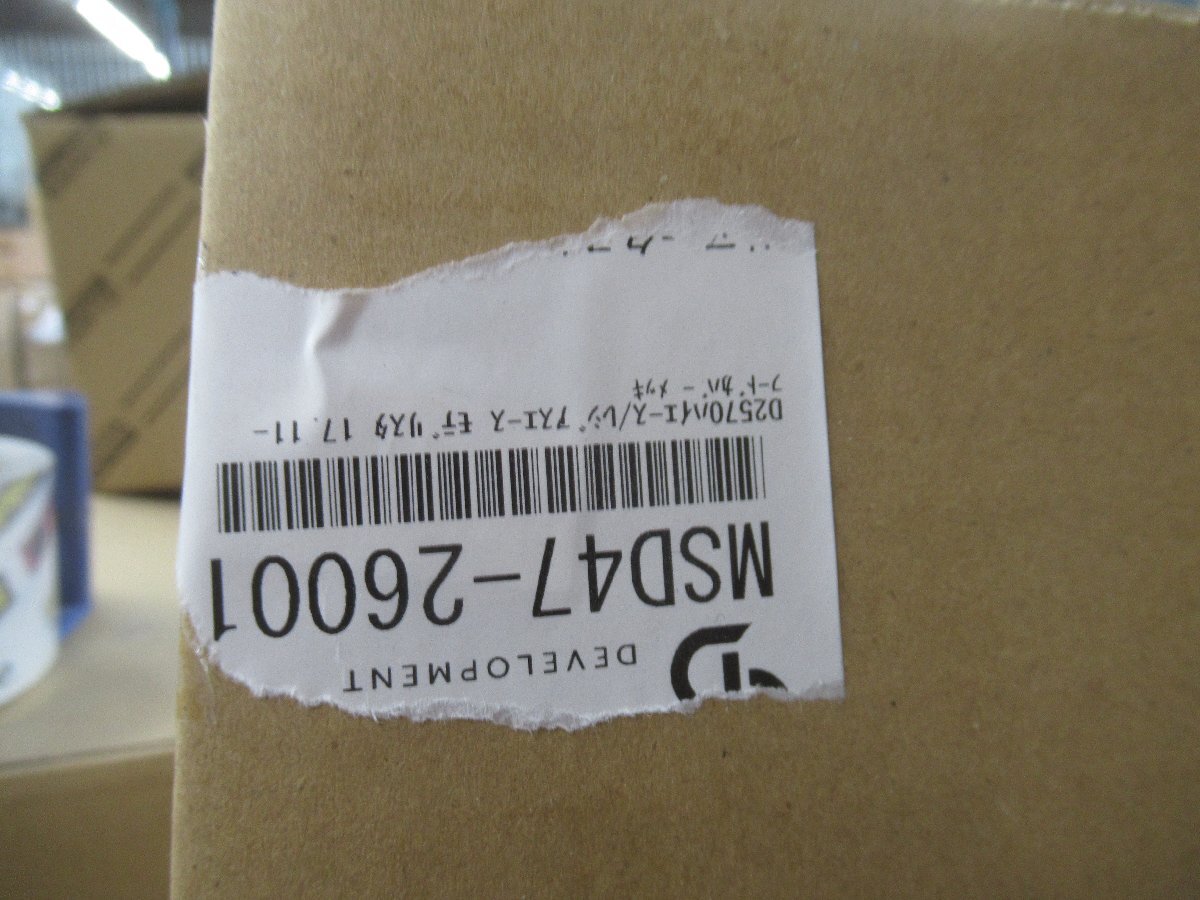 DEVELOPMENT
MSD47-26001
D2570ﾊｲｴｰｽ/ﾚｼﾞｱｽｴｰｽ ﾓﾃﾞﾘｽﾀ 17.11-
ﾌｰﾄﾞｶﾊﾞｰ ﾒｯｷ